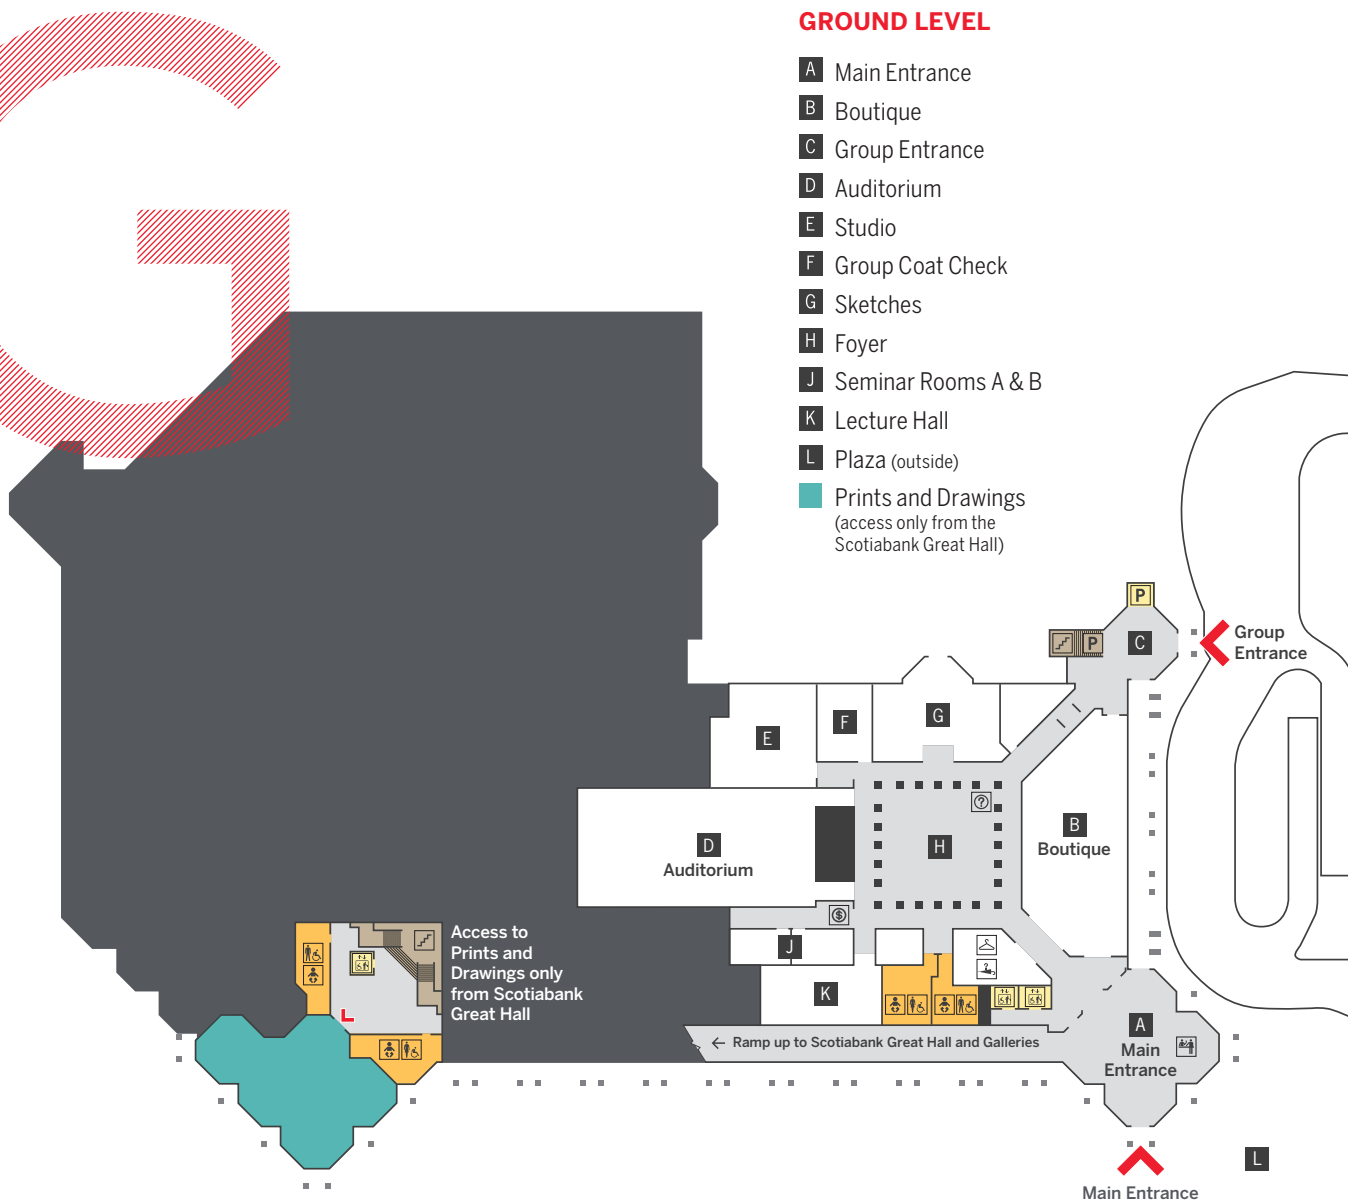 G
GROUND LEVEL
A Main Entrance
B Boutique
C Group Entrance
D Auditorium
E Studio
F Group Coat Check
G Sketches
H Foyer
J Seminar Rooms A & B
K Lecture Hall
L Plaza (outside)
Prints and Drawings
(access only from the
Scotiabank Great Hall)
P
P
C
Group
Entrance
E
F
G
B
Boutique
D
Auditorium
H
?
$
J
K
Access to
Prints and
Drawings only
from Scotiabank
Great Hall
← Ramp up to Scotiabank Great Hall and Galleries
A
Main
Entrance
L
Main Entrance